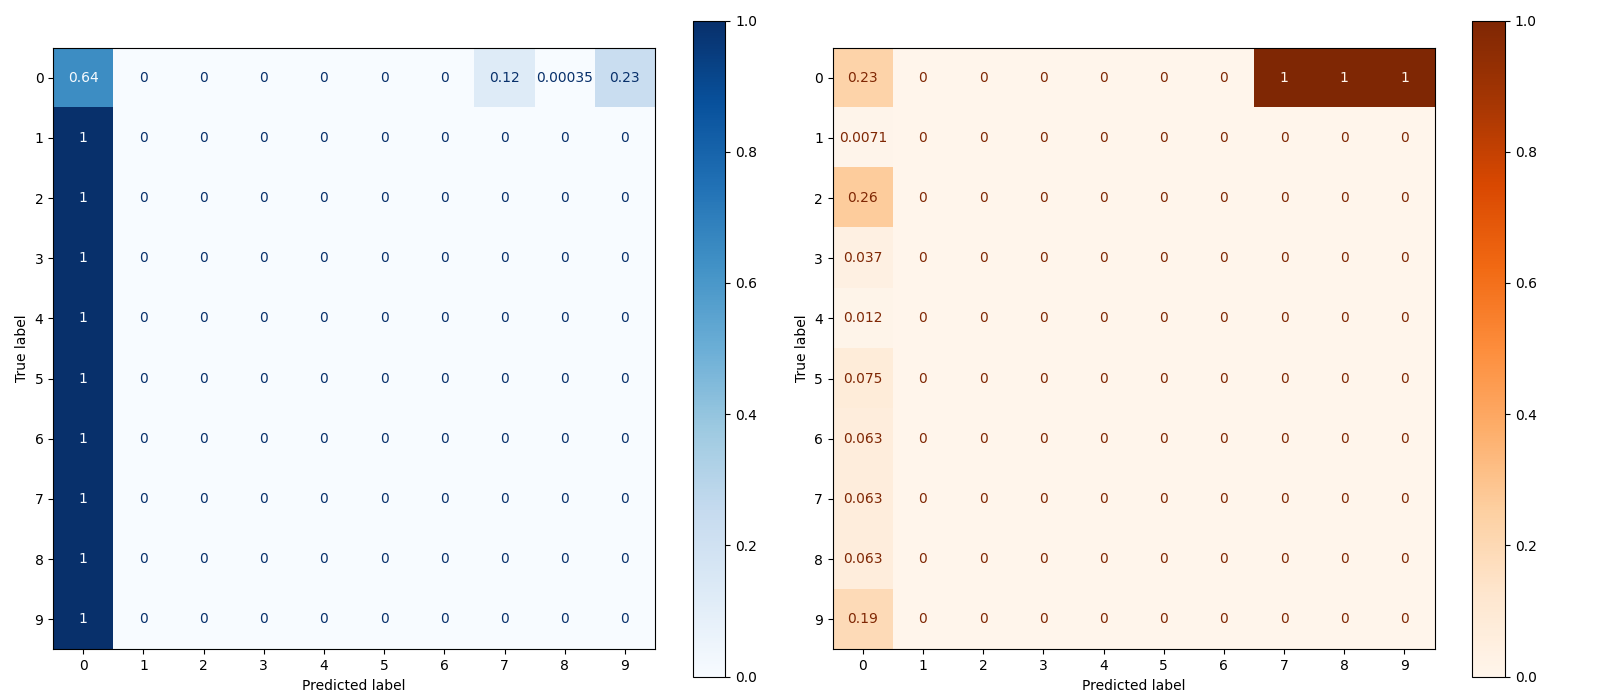 0 0.64 0 0 0 0 0 0 0.12 0.00035 0.23
1 1 0 0 0 0 0 0 0 0 0
2 1 0 0 0 0 0 0 0 0 0
3 1 0 0 0 0 0 0 0 0 0
4 1 0 0 0 0 0 0 0 0 0
5 1 0 0 0 0 0 0 0 0 0
6 1 0 0 0 0 0 0 0 0 0
7 1 0 0 0 0 0 0 0 0 0
8 1 0 0 0 0 0 0 0 0 0
9 1 0 0 0 0 0 0 0 0 0
0 1 2 3 4 5 6 7 8 9
True label
Predicted label
1.0
0.8
0.6
0.4
0.2
0.0
0 0.23 0 0 0 0 0 0 1 1 1
1 0.0071 0 0 0 0 0 0 0 0 0
2 0.26 0 0 0 0 0 0 0 0 0
3 0.037 0 0 0 0 0 0 0 0 0
4 0.012 0 0 0 0 0 0 0 0 0
5 0.075 0 0 0 0 0 0 0 0 0
6 0.063 0 0 0 0 0 0 0 0 0
7 0.063 0 0 0 0 0 0 0 0 0
8 0.063 0 0 0 0 0 0 0 0 0
9 0.19 0 0 0 0 0 0 0 0 0
0 1 2 3 4 5 6 7 8 9
True label
Predicted label
1.0
0.8
0.6
0.4
0.2
0.0